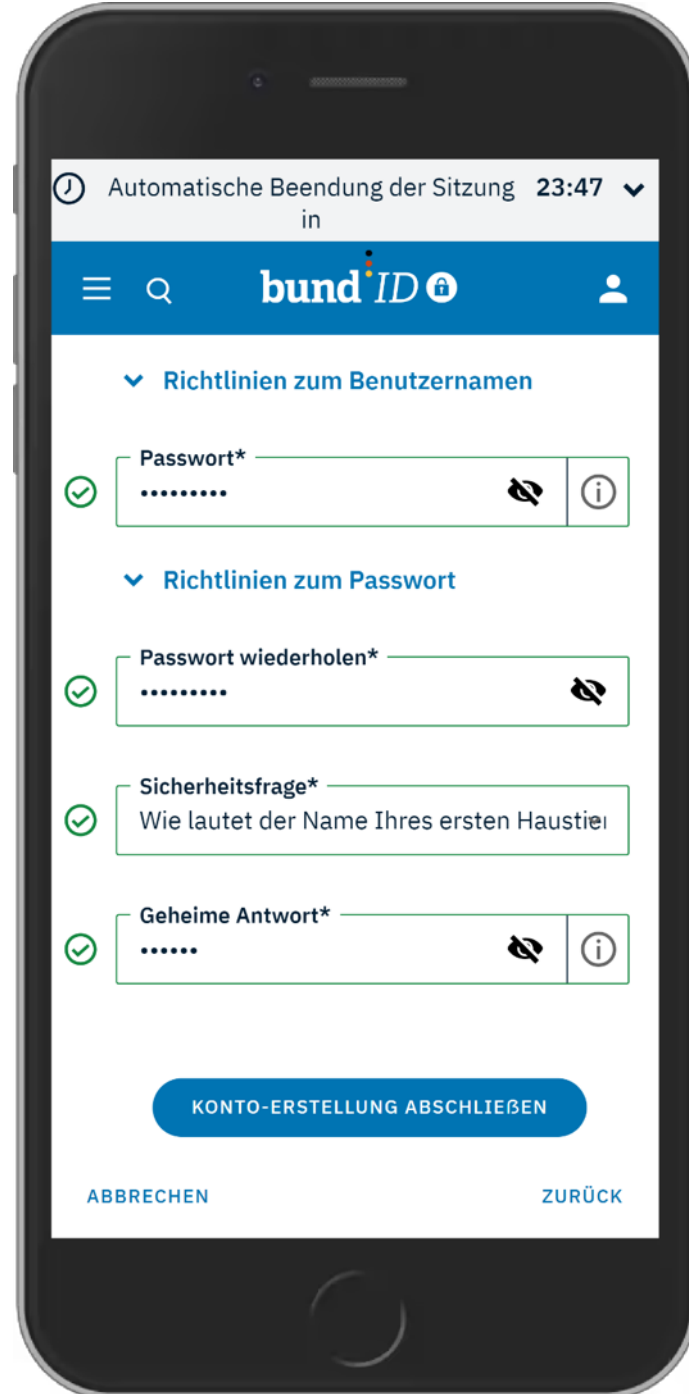 Automatische Beendung der Sitzung 23:47
in
bund ID
Richtlinien zum Benutzernamen
Passwort*
•••••••••
Richtlinien zum Passwort
Passwort wiederholen*
•••••••••
Sicherheitsfrage*
Wie lautet der Name Ihres ersten Haustier
Geheime Antwort*
••••••
KONTO-ERSTELLUNG ABSCHLIEßEN
ABBRECHEN ZURÜCK